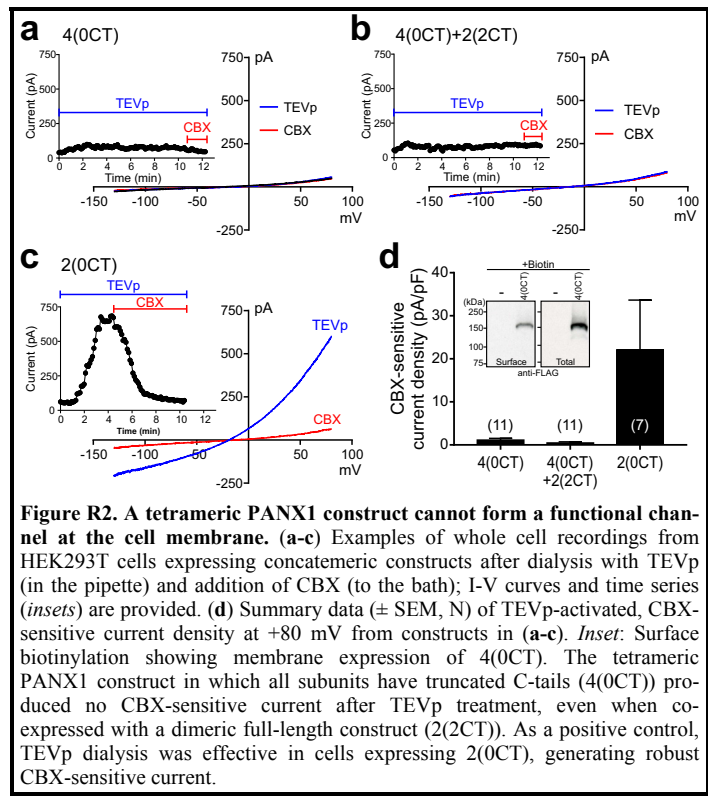 a
4(0CT)
750
500
250
0
Current (pA)
TEVp
CBX
0 2 4 6 8 10 12
Time (min)
pA
750
500
250
-250
TEVp
CBX
-150 -100 -50 50 100
mV
b
4(0CT)+2(2CT)
750
500
250
0
Current (pA)
TEVp
CBX
0 2 4 6 8 10 12
Time (min)
pA
750
500
250
-250
TEVp
CBX
-150 -100 -50 50 100
mV
c
2(0CT)
TEVp
CBX
750
500
250
0
Current (pA)
0 2 4 6 8 10 12
Time (min)
pA
750
500
250
-250
TEVp
CBX
-150 -100 -50 50 100
mV
d
CBX-sensitive
current density (pA/pF)
40
30
20
10
0
+Biotin
- 4(0CT) - 4(0CT)
(kDa)
250
150
100
75
Surface Total
anti-FLAG
(11) (11) (7)
4(0CT) 4(0CT) 2(0CT)
+2(2CT)
Figure R2. A tetrameric PANX1 construct cannot form a functional chan-
nel at the cell membrane. (a-c) Examples of whole cell recordings from
HEK293T cells expressing concatemeric constructs after dialysis with TEVp
(in the pipette) and addition of CBX (to the bath); I-V curves and time series
(insets) are provided. (d) Summary data (± SEM, N) of TEVp-activated, CBX-
sensitive current density at +80 mV from constructs in (a-c). Inset: Surface
biotinylation showing membrane expression of 4(0CT). The tetrameric
PANX1 construct in which all subunits have truncated C-tails (4(0CT)) pro-
duced no CBX-sensitive current after TEVp treatment, even when co-
expressed with a dimeric full-length construct (2(2CT)). As a positive control,
TEVp dialysis was effective in cells expressing 2(0CT), generating robust
CBX-sensitive current.